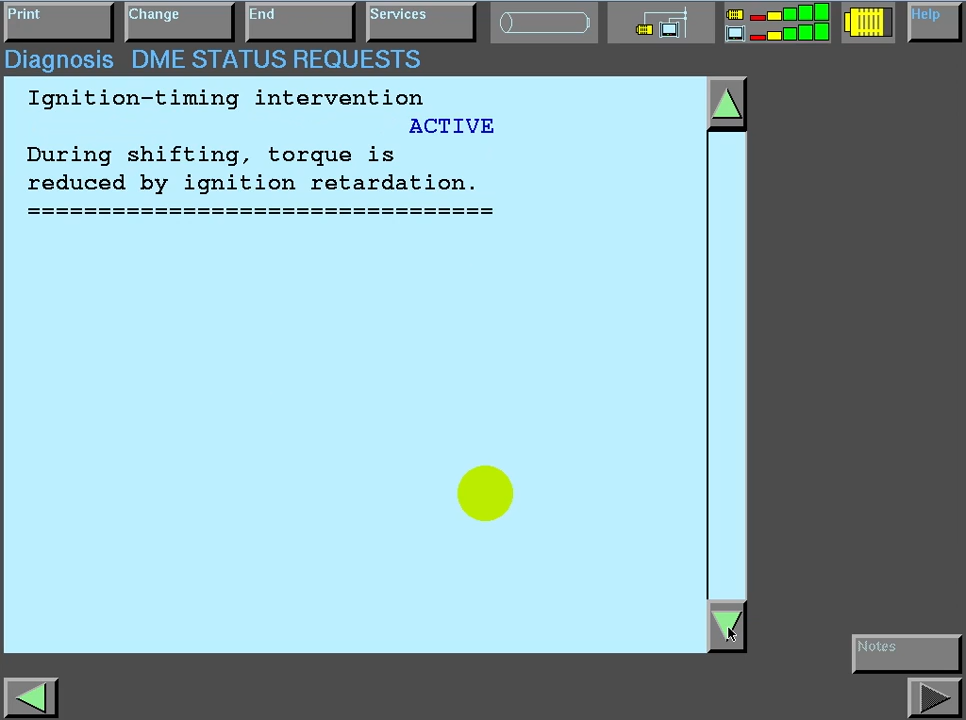 Print Change End Services Help
Diagnosis DME STATUS REQUESTS
Ignition-timing intervention
ACTIVE
During shifting, torque is
reduced by ignition retardation.
=================================
Notes